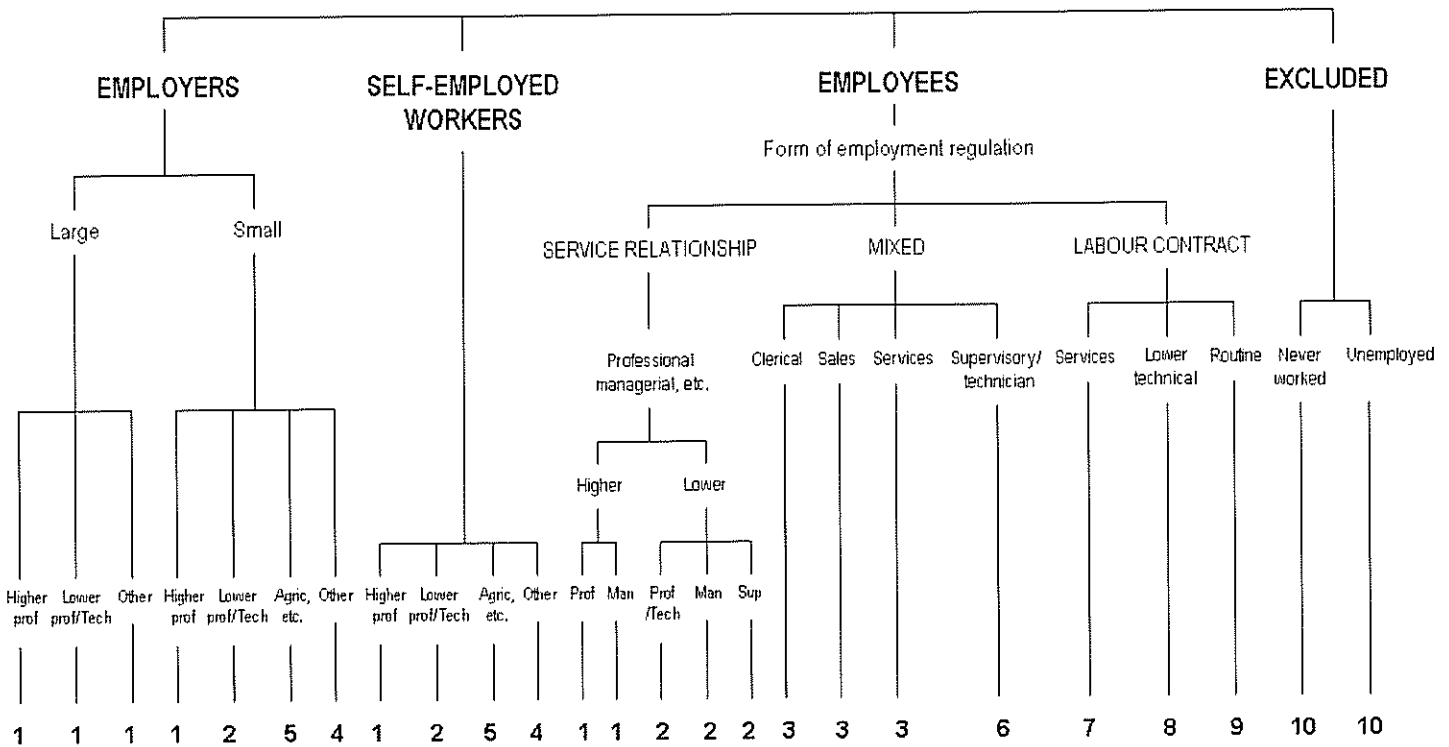 EMPLOYERS
SELF-EMPLOYED
WORKERS
EMPLOYEES
EXCLUDED
Form of employment regulation
Large
Small
SERVICE RELATIONSHIP
MIXED
LABOUR CONTRACT
Professional
managerial, etc.
Clerical
Sales
Services
Supervisory/
technician
Services
Lower
technical
Routine
Never
worked
Unemployed
Higher
Lower
Higher
prof
Lower
prof/Tech
Other
Higher
prof
Lower
prof/Tech
Agric,
etc.
Other
Higher
prof
Lower
prof/Tech
Agric,
etc.
Other
Prof
Man
Prof
/Tech
Man
Sup
1 1 1 1 2 5 4 1 2 5 4 1 1 2 2 2 3 3 3 6 7 8 9 10 10